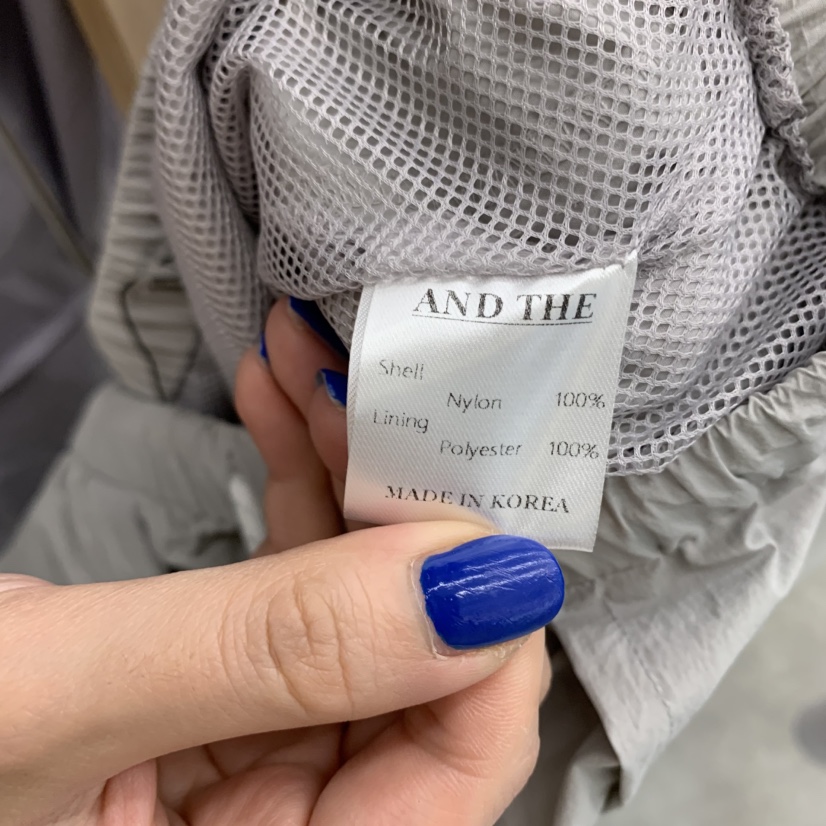 AND THE
Shell
Nylon 100%
Lining
Polyester 100%
MADE IN KOREA